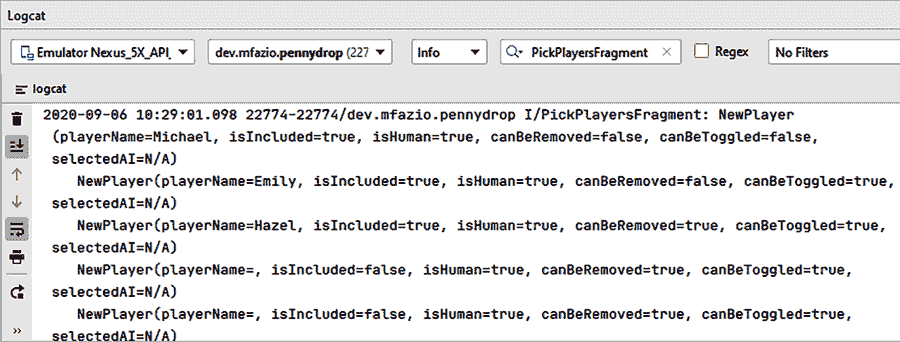 Logcat
Emulator Nexus_5X_API_ dev.mfazio.pennydrop (227 Info PickPlayersFragment × Regex No Filters
logcat
2020-09-06 10:29:01.098 22774-22774/dev.mfazio.pennydrop I/PickPlayersFragment: NewPlayer
(playerName=Michael, isIncluded=true, isHuman=true, canBeRemoved=false, canBeToggled=false,
selectedAI=N/A)
NewPlayer(playerName=Emily, isIncluded=true, isHuman=true, canBeRemoved=false, canBeToggled=true,
selectedAI=N/A)
NewPlayer(playerName=Hazel, isIncluded=true, isHuman=true, canBeRemoved=true, canBeToggled=true,
selectedAI=N/A)
NewPlayer(playerName=, isIncluded=false, isHuman=true, canBeRemoved=true, canBeToggled=true,
selectedAI=N/A)
NewPlayer(playerName=, isIncluded=false, isHuman=true, canBeRemoved=true, canBeToggled=true,
selectedAI=N/A)